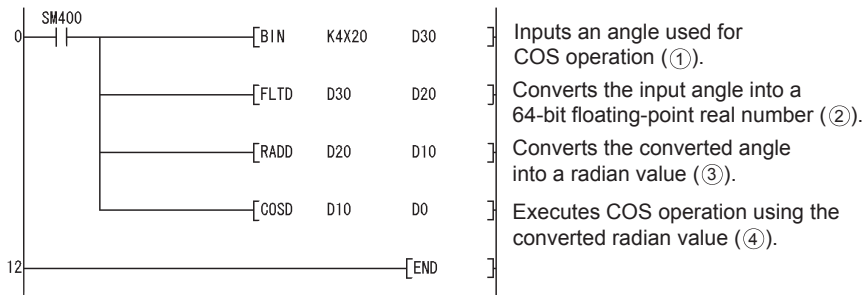 SM400
0 [BIN K4X20 D30 ] Inputs an angle used for
COS operation (①).
[FLTD D30 D20 ] Converts the input angle into a
64-bit floating-point real number (②).
[RADD D20 D10 ] Converts the converted angle
into a radian value (③).
[COSD D10 D0 ] Executes COS operation using the
converted radian value (④).
12 [END ]